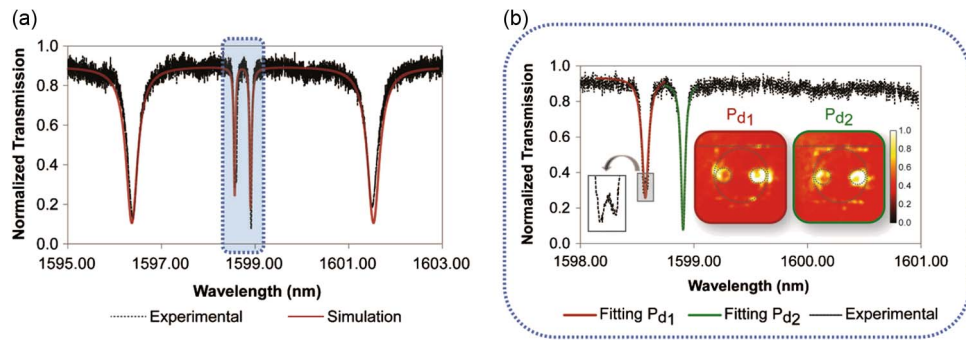 (a)
Normalized Transmission
1.0
0.8
0.6
0.4
0.2
0.0
1595.00 1597.00 1599.00 1601.00 1603.00
Wavelength (nm)
Experimental Simulation
(b)
Normalized Transmission
1.0
0.8
0.6
0.4
0.2
0.0
Pd1 Pd2
1.0
0.8
0.6
0.4
0.2
0.0
1598.00 1599.00 1600.00 1601.00
Wavelength (nm)
Fitting Pd1 Fitting Pd2 Experimental